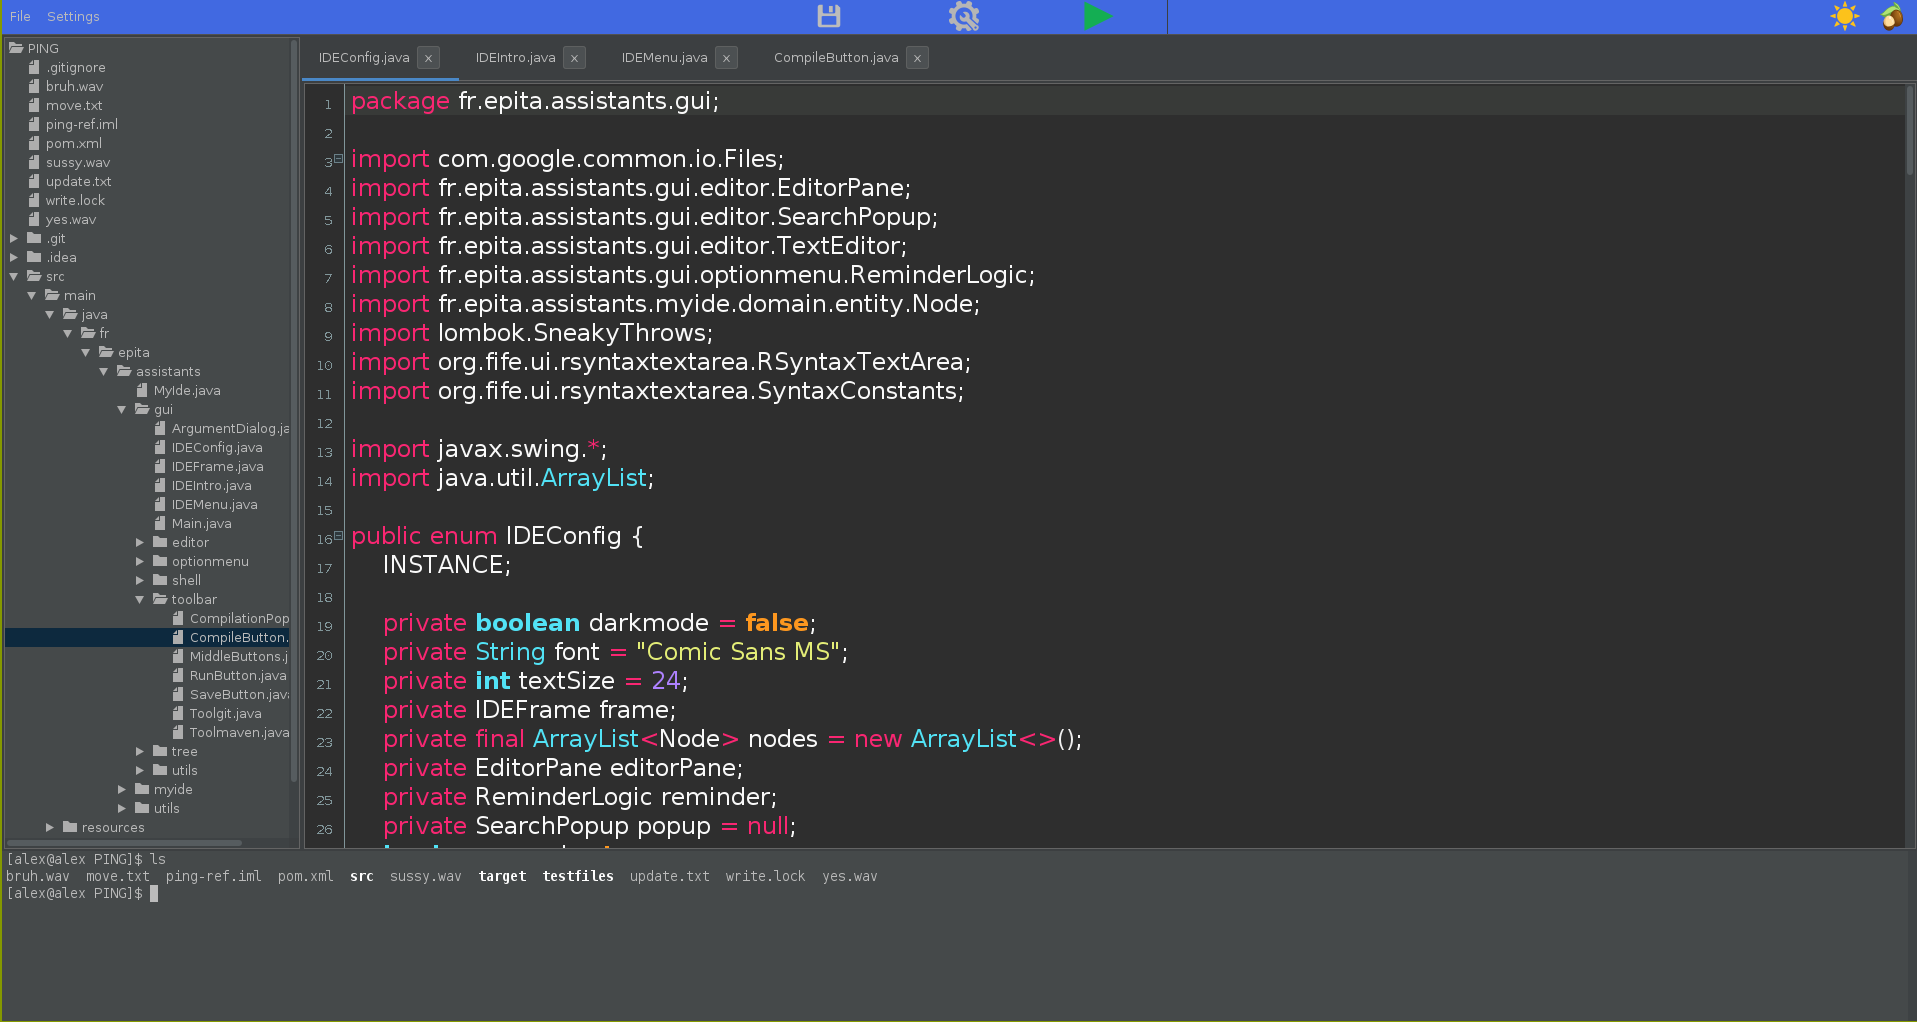 File Settings
PING
.gitignore
bruh.wav
move.txt
ping-ref.iml
pom.xml
sussy.wav
update.txt
write.lock
yes.wav
.git
.idea
src
main
java
fr
epita
assistants
MyIde.java
gui
ArgumentDialog.ja
IDEConfig.java
IDEFrame.java
IDEIntro.java
IDEMenu.java
Main.java
editor
optionmenu
shell
toolbar
CompilationPop
CompileButton.
MiddleButtons.j
RunButton.java
SaveButton.java
Toolgit.java
Toolmaven.java
tree
utils
myide
utils
resources
IDEConfig.java x IDEIntro.java x IDEMenu.java x CompileButton.java x
1 package fr.epita.assistants.gui;
2
3 import com.google.common.io.Files;
4 import fr.epita.assistants.gui.editor.EditorPane;
5 import fr.epita.assistants.gui.editor.SearchPopup;
6 import fr.epita.assistants.gui.editor.TextEditor;
7 import fr.epita.assistants.gui.optionmenu.ReminderLogic;
8 import fr.epita.assistants.myide.domain.entity.Node;
9 import lombok.SneakyThrows;
10 import org.fife.ui.rsyntaxtextarea.RSyntaxTextArea;
11 import org.fife.ui.rsyntaxtextarea.SyntaxConstants;
12
13 import javax.swing.*;
14 import java.util.ArrayList;
15
16 public enum IDEConfig {
17     INSTANCE;
18
19     private boolean darkmode = false;
20     private String font = "Comic Sans MS";
21     private int textSize = 24;
22     private IDEFrame frame;
23     private final ArrayList<Node> nodes = new ArrayList<>();
24     private EditorPane editorPane;
25     private ReminderLogic reminder;
26     private SearchPopup popup = null;
[alex@alex PING]$ ls
bruh.wav  move.txt  ping-ref.iml  pom.xml  src  sussy.wav  target  testfiles  update.txt  write.lock  yes.wav
[alex@alex PING]$